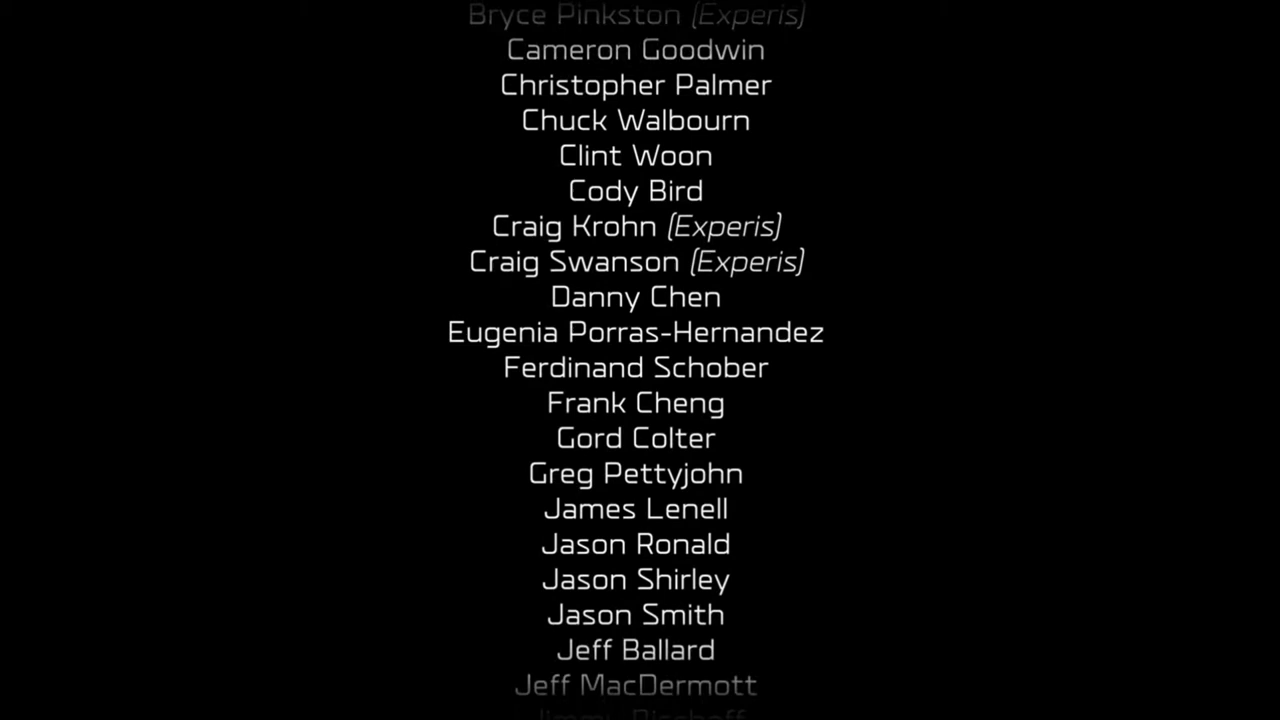 Bryce Pinkston (Experis)
Cameron Goodwin
Christopher Palmer
Chuck Walbourn
Clint Woon
Cody Bird
Craig Krohn (Experis)
Craig Swanson (Experis)
Danny Chen
Eugenia Porras-Hernandez
Ferdinand Schober
Frank Cheng
Gord Colter
Greg Pettyjohn
James Lenell
Jason Ronald
Jason Shirley
Jason Smith
Jeff Ballard
Jeff MacDermott